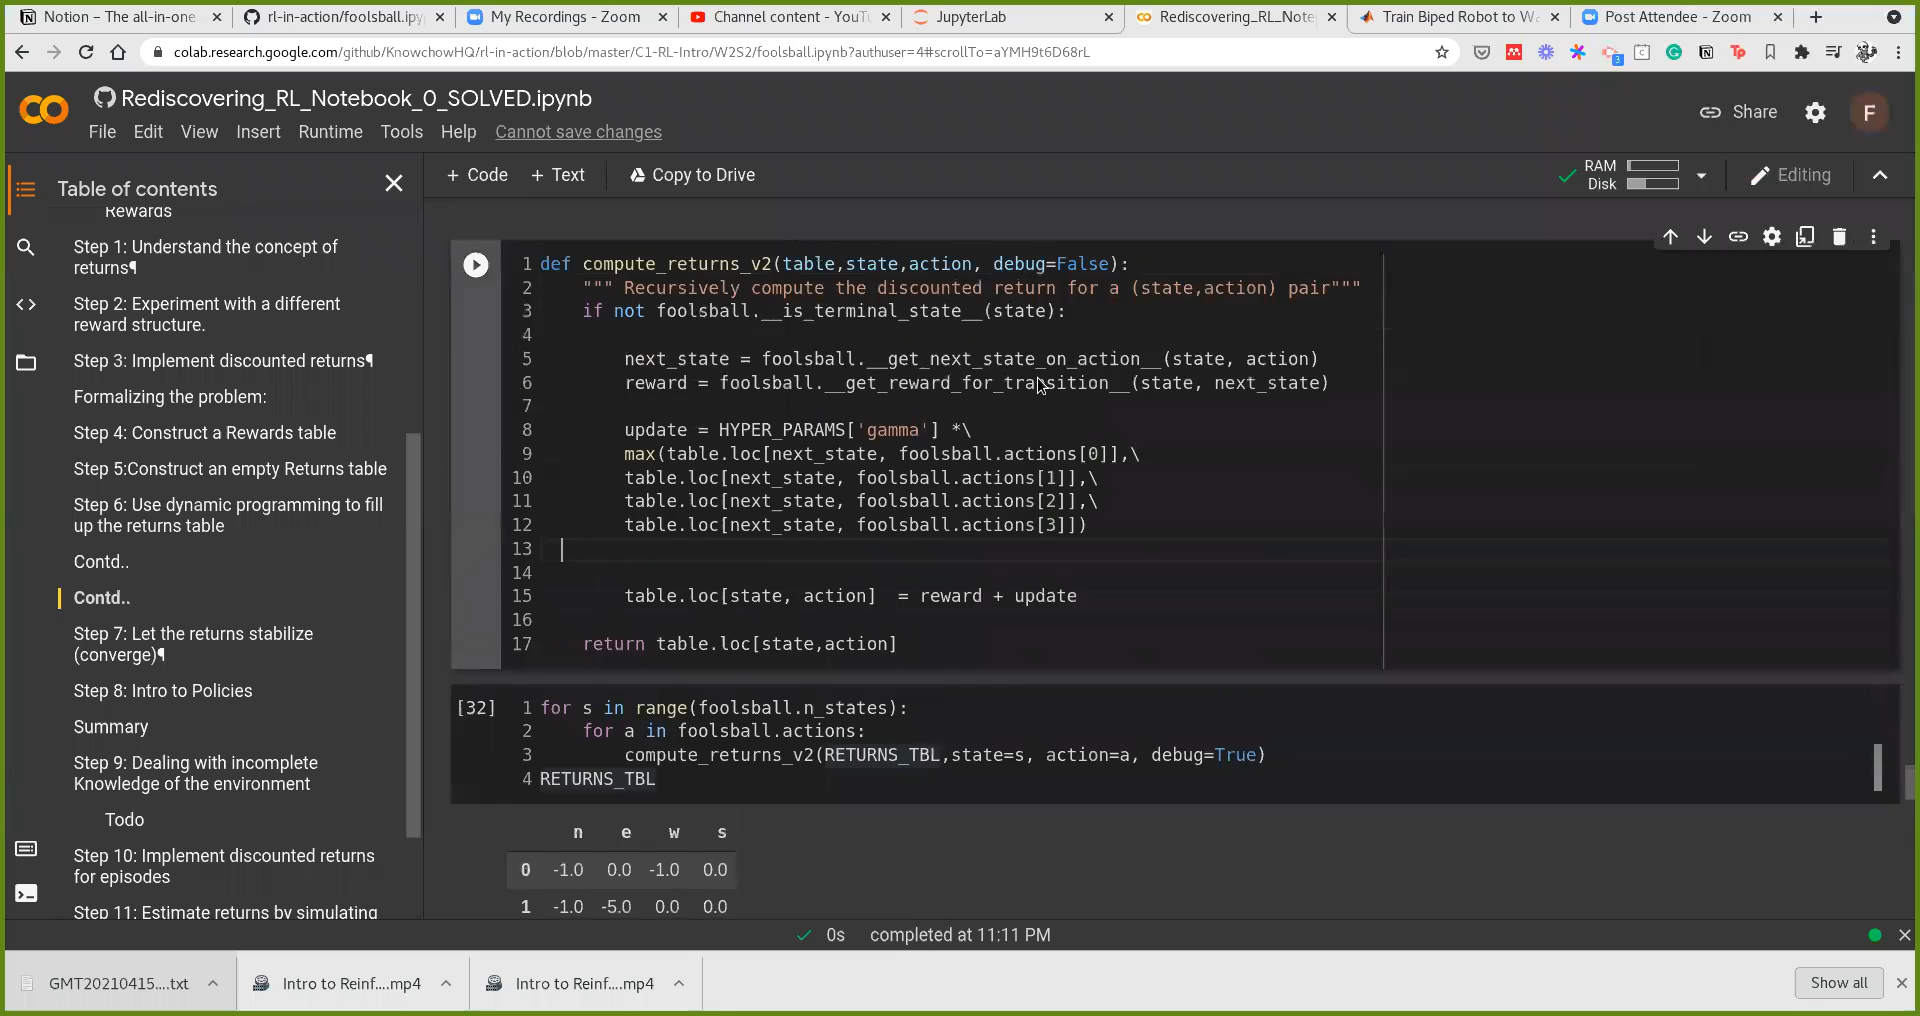 Notion – The all-in-one
rl-in-action/foolsball.ipy
My Recordings - Zoom
Channel content - YouTu
JupyterLab
Rediscovering_RL_Note
Train Biped Robot to Wa
Post Attendee - Zoom
colab.research.google.com/github/KnowchowHQ/rl-in-action/blob/master/C1-RL-Intro/W2S2/foolsball.ipynb?authuser=4#scrollTo=aYMH9t6D68rL
Rediscovering_RL_Notebook_0_SOLVED.ipynb
File Edit View Insert Runtime Tools Help Cannot save changes
Share
F
Table of contents
+ Code + Text Copy to Drive
RAM
Disk
Editing
Rewards
Step 1: Understand the concept of
returns¶
Step 2: Experiment with a different
reward structure.
Step 3: Implement discounted returns¶
Formalizing the problem:
Step 4: Construct a Rewards table
Step 5:Construct an empty Returns table
Step 6: Use dynamic programming to fill
up the returns table
Contd..
Contd..
Step 7: Let the returns stabilize
(converge)¶
Step 8: Intro to Policies
Summary
Step 9: Dealing with incomplete
Knowledge of the environment
Todo
Step 10: Implement discounted returns
for episodes
Step 11: Estimate returns by simulating
1 def compute_returns_v2(table,state,action, debug=False):
2     """ Recursively compute the discounted return for a (state,action) pair"""
3     if not foolsball.__is_terminal_state__(state):
4
5         next_state = foolsball.__get_next_state_on_action__(state, action)
6         reward = foolsball.__get_reward_for_transition__(state, next_state)
7
8         update = HYPER_PARAMS['gamma'] *\
9         max(table.loc[next_state, foolsball.actions[0]],\
10         table.loc[next_state, foolsball.actions[1]],\
11         table.loc[next_state, foolsball.actions[2]],\
12         table.loc[next_state, foolsball.actions[3]])
13
14
15         table.loc[state, action]  = reward + update
16
17     return table.loc[state,action]
[32] 1 for s in range(foolsball.n_states):
2     for a in foolsball.actions:
3         compute_returns_v2(RETURNS_TBL,state=s, action=a, debug=True)
4 RETURNS_TBL
n e w s
0 -1.0 0.0 -1.0 0.0
1 -1.0 -5.0 0.0 0.0
0s completed at 11:11 PM
GMT20210415....txt
Intro to Reinf....mp4
Intro to Reinf....mp4
Show all